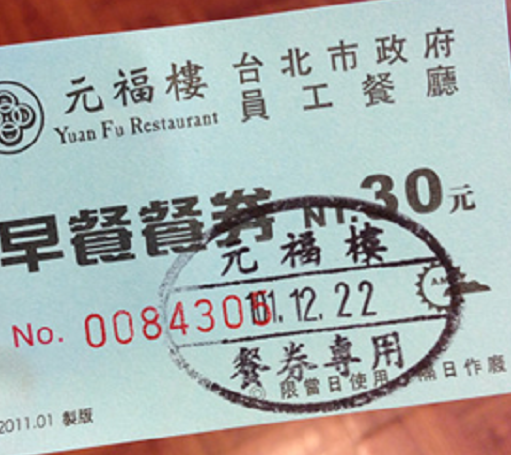 元福樓 台北市政府
Yuan Fu Restaurant 員工餐廳
早餐餐券 NT.30元
元福樓
No. 0084306
101.12.22
餐券專用
◎限當日使用，隔日作廢
2011.01 製版